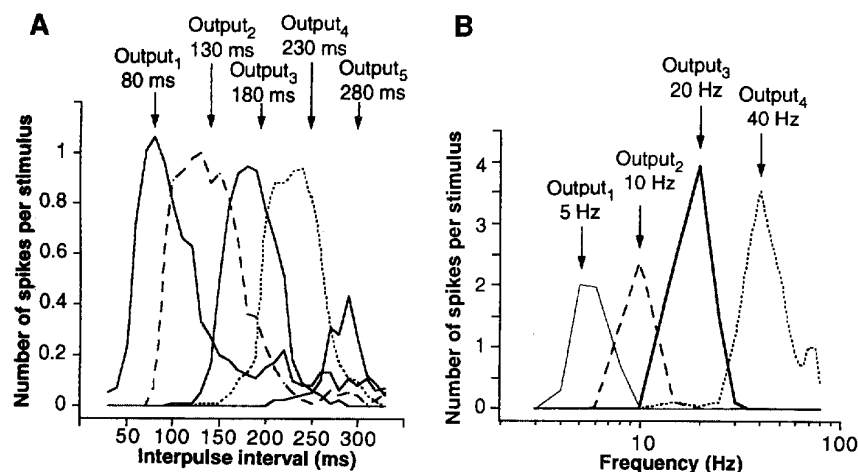 A
Output1
80 ms
Output2
130 ms
Output3
180 ms
Output4
230 ms
Output5
280 ms
Number of spikes per stimulus
1
0.8
0.6
0.4
0.2
0
50 100 150 200 250 300
Interpulse interval (ms)
B
Output1
5 Hz
Output2
10 Hz
Output3
20 Hz
Output4
40 Hz
Number of spikes per stimulus
4
3
2
1
0
10 100
Frequency (Hz)